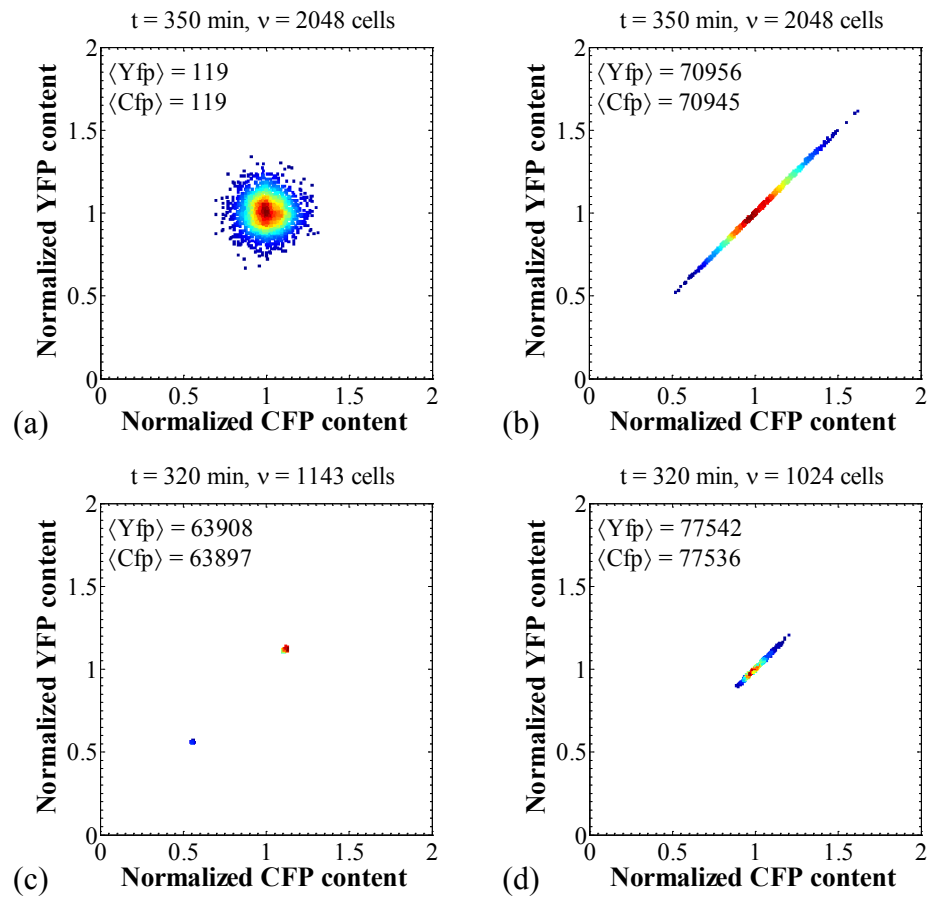 t = 350 min, ν = 2048 cells
⟨Yfp⟩ = 119
⟨Cfp⟩ = 119
2
1.5
1
0.5
0
0 0.5 1 1.5 2
Normalized YFP content
Normalized CFP content
(a)
t = 350 min, ν = 2048 cells
⟨Yfp⟩ = 70956
⟨Cfp⟩ = 70945
2
1.5
1
0.5
0
0 0.5 1 1.5 2
Normalized YFP content
Normalized CFP content
(b)
t = 320 min, ν = 1143 cells
⟨Yfp⟩ = 63908
⟨Cfp⟩ = 63897
2
1.5
1
0.5
0
0 0.5 1 1.5 2
Normalized YFP content
Normalized CFP content
(c)
t = 320 min, ν = 1024 cells
⟨Yfp⟩ = 77542
⟨Cfp⟩ = 77536
2
1.5
1
0.5
0
0 0.5 1 1.5 2
Normalized YFP content
Normalized CFP content
(d)